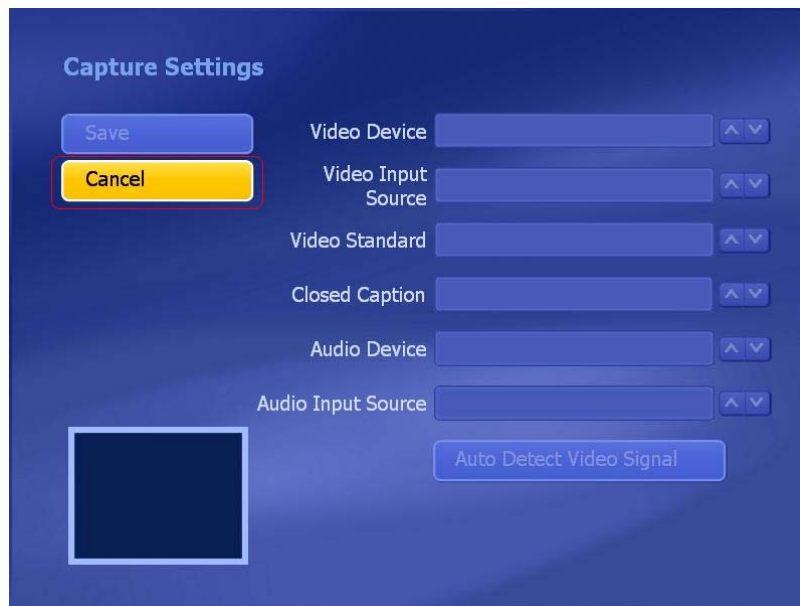 Capture Settings
Save
Cancel
Video Device
Video Input
Source
Video Standard
Closed Caption
Audio Device
Audio Input Source
Auto Detect Video Signal